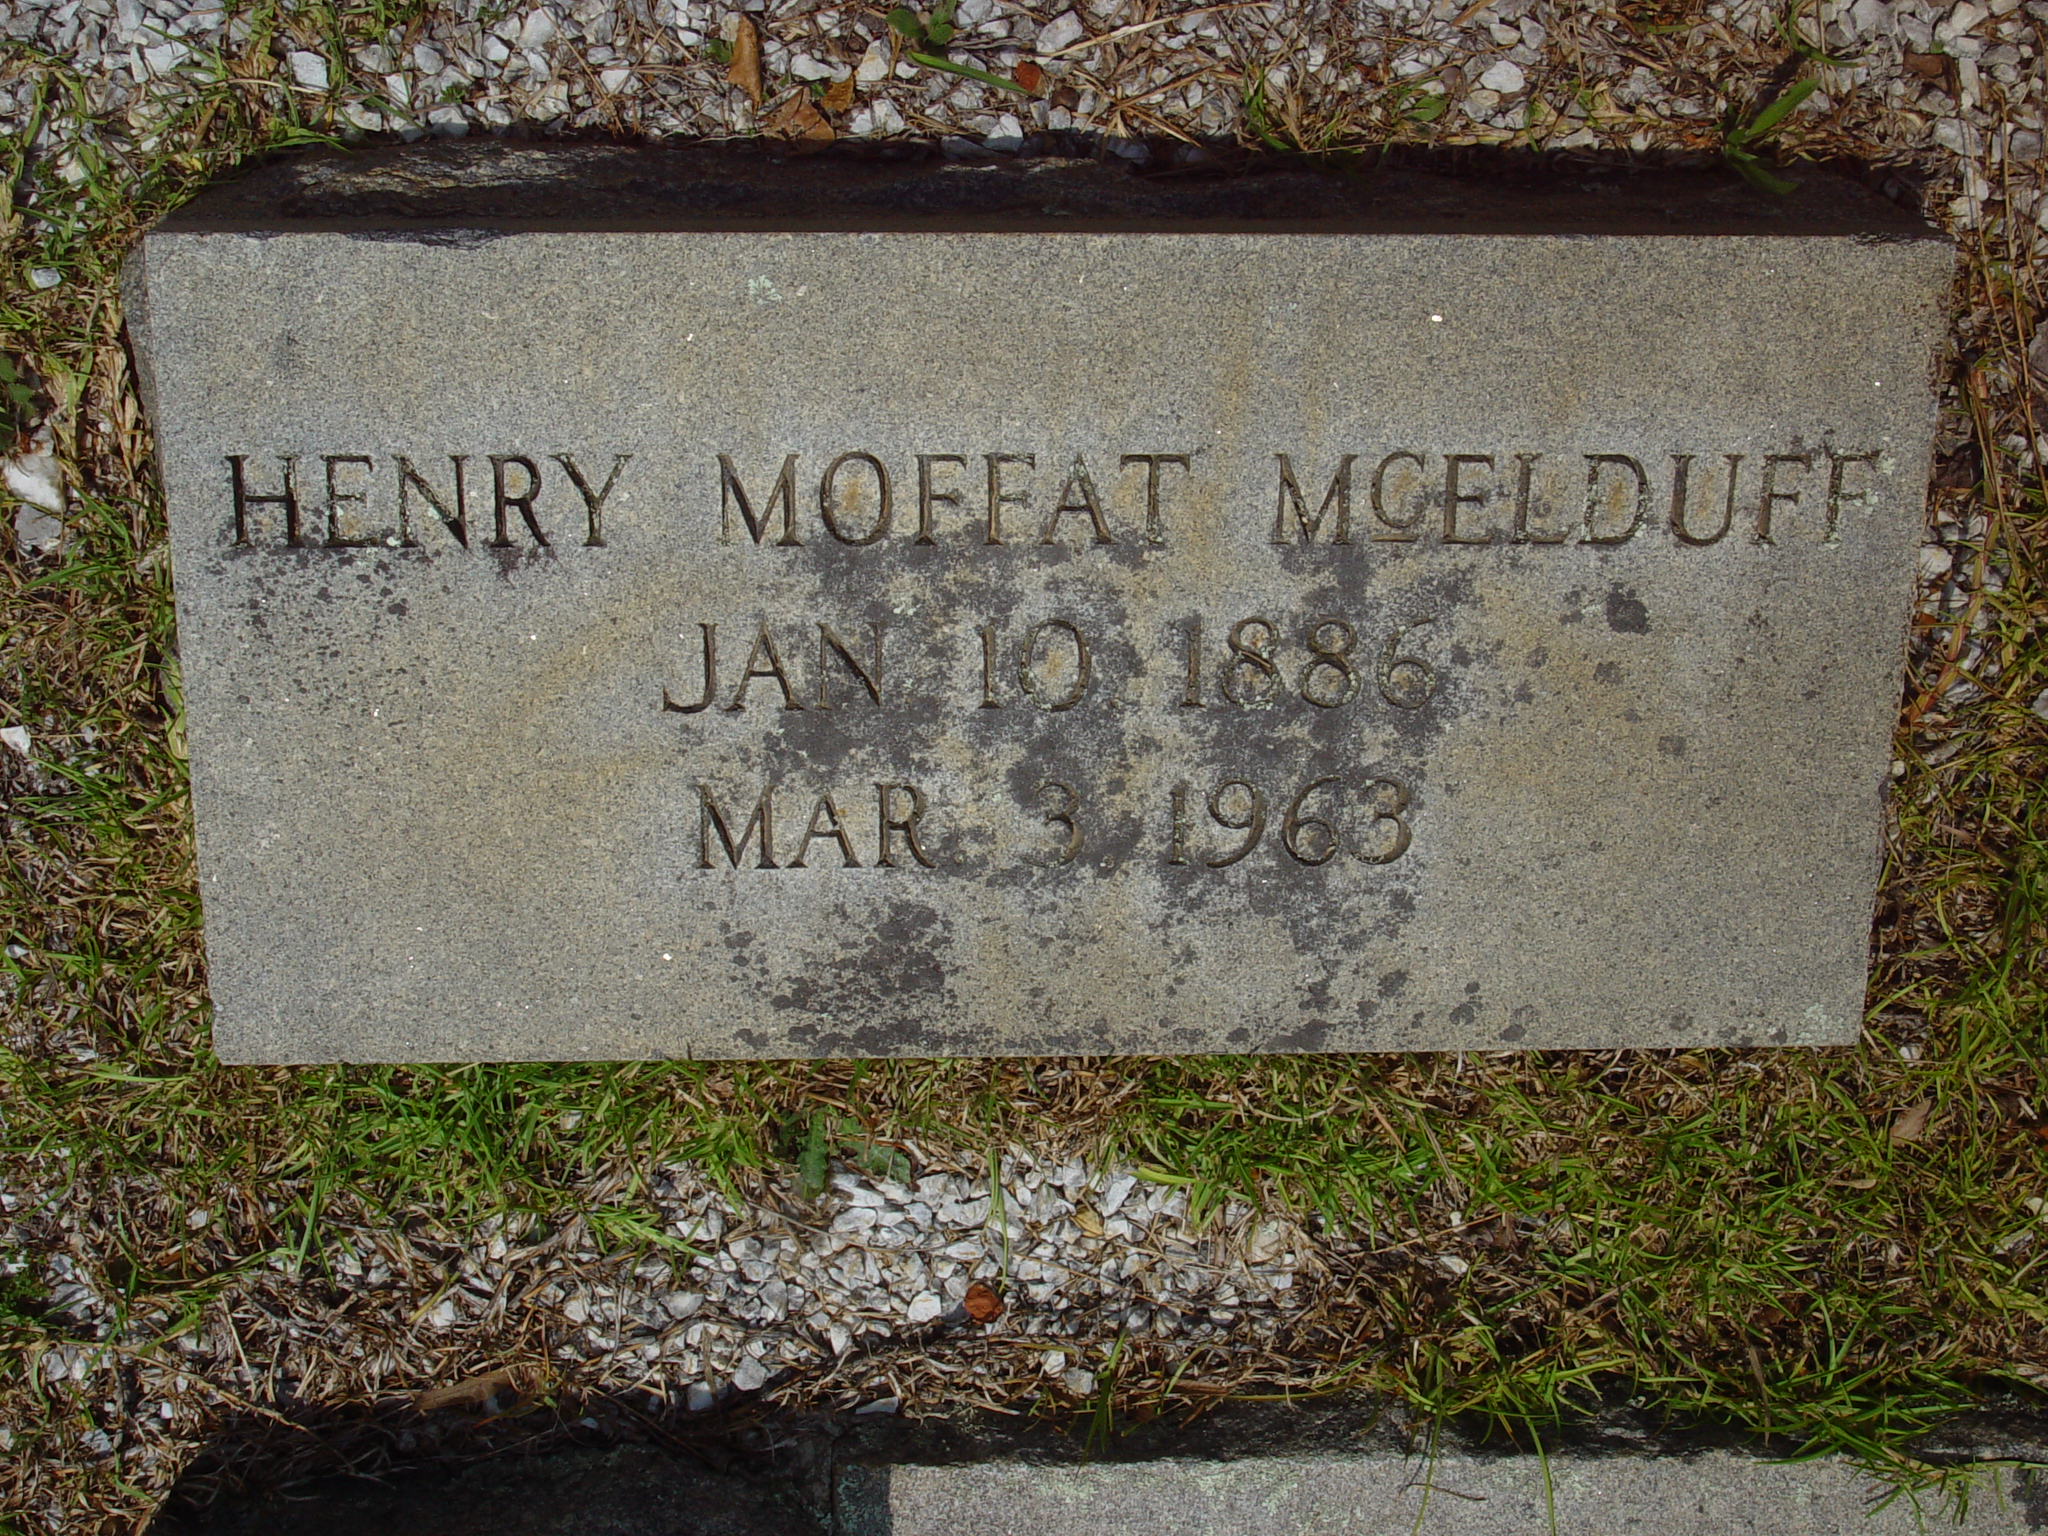 HENRY MOFFAT McELDUFF
JAN. 10. 1886
MAR. 3. 1963